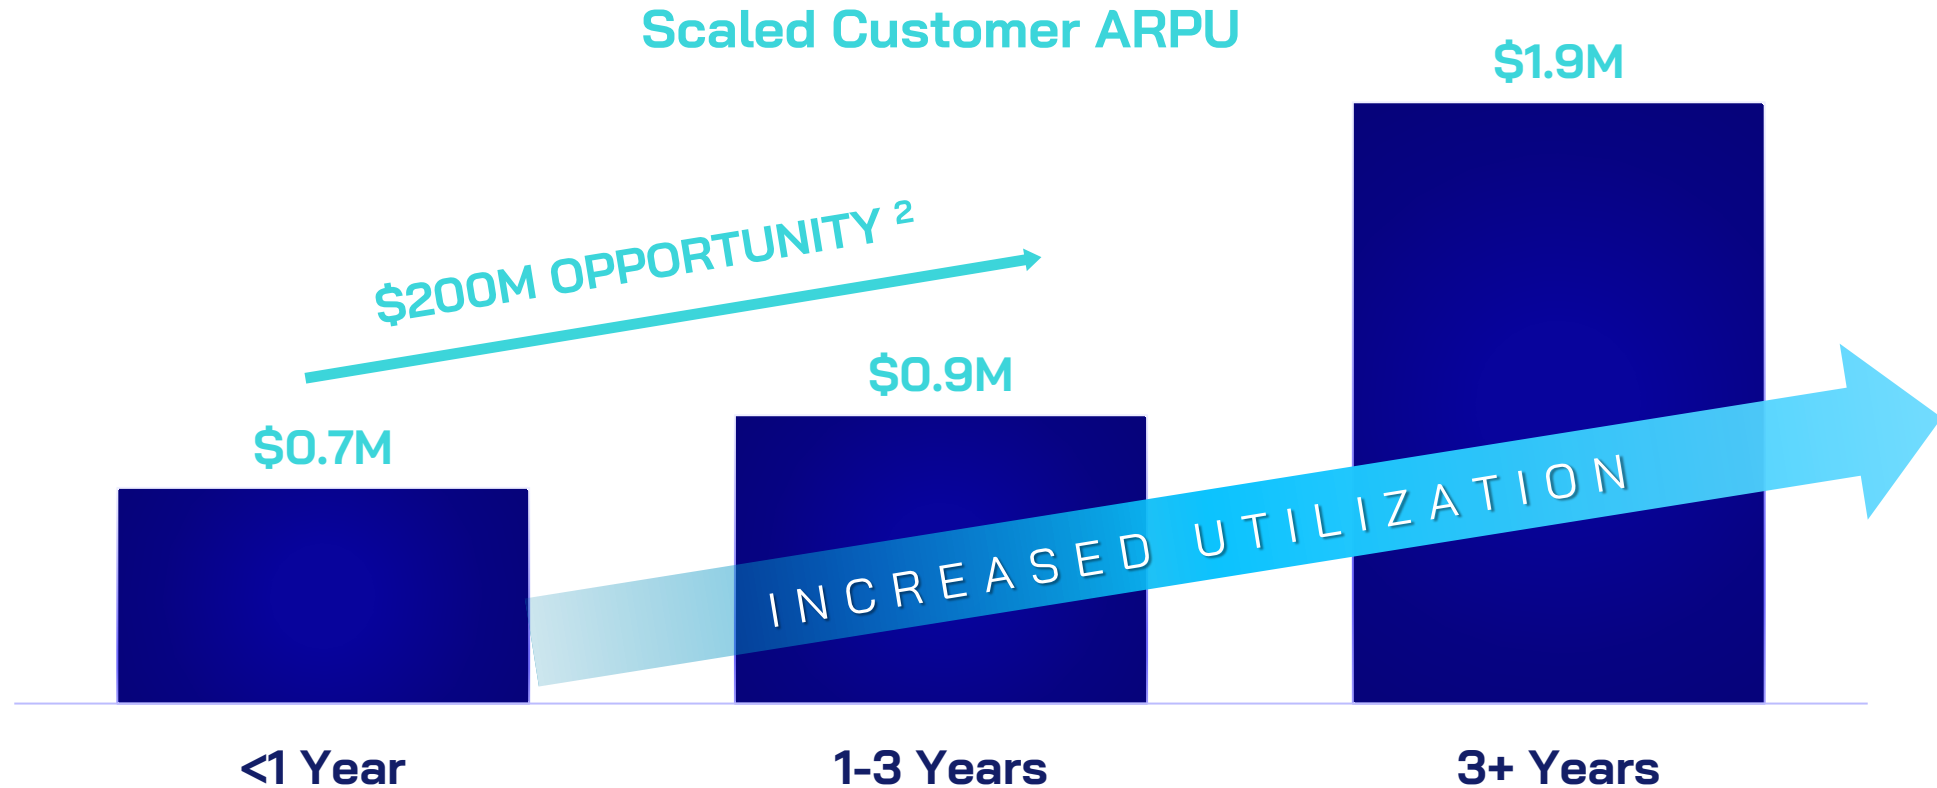 Scaled Customer ARPU
$1.9M
$200M OPPORTUNITY ²
$0.9M
$0.7M
INCREASED UTILIZATION
<1 Year
1-3 Years
3+ Years